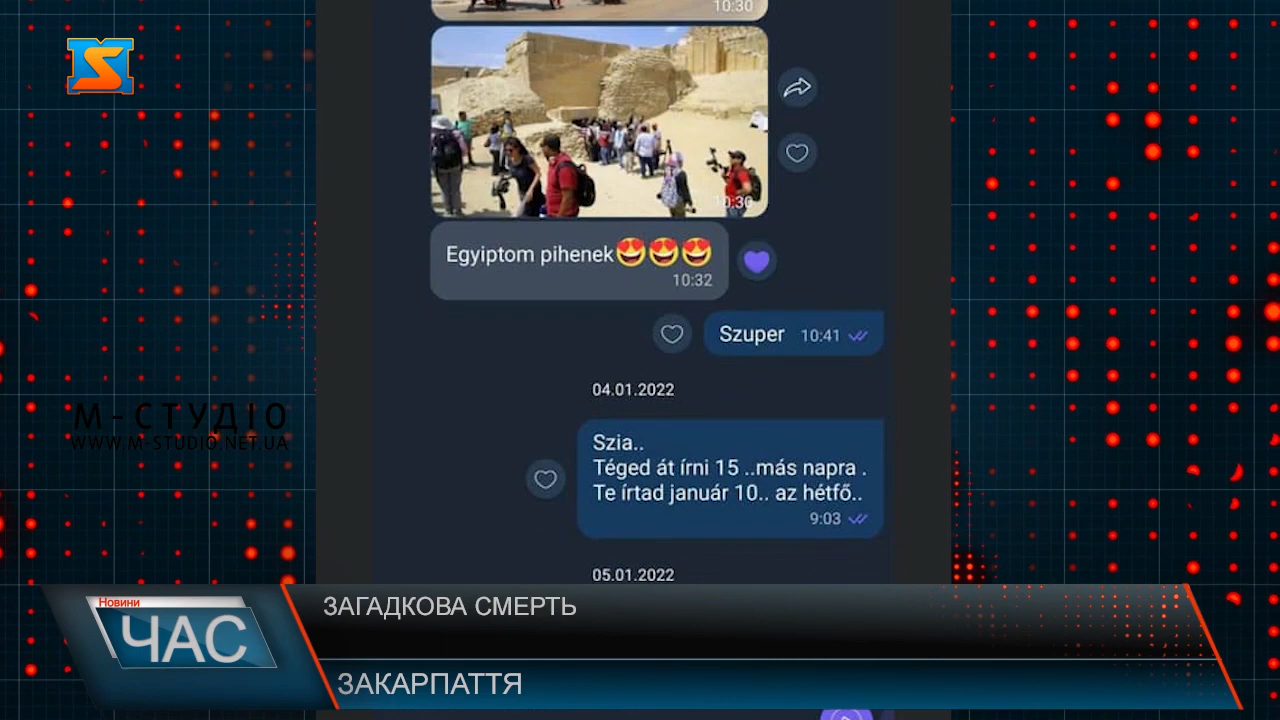 10:30
10:30
Egyiptom pihenek😍😍😍
10:32
Szuper 10:41
04.01.2022
Szia..
Téged át írni 15 ..más napra .
Te írtad január 10.. az hétfő..
9:03
05.01.2022
М-СТУДІО
WWW.M-STUDIO.NET.UA
Новини
ЧАС
ЗАГАДКОВА СМЕРТЬ
ЗАКАРПАТТЯ